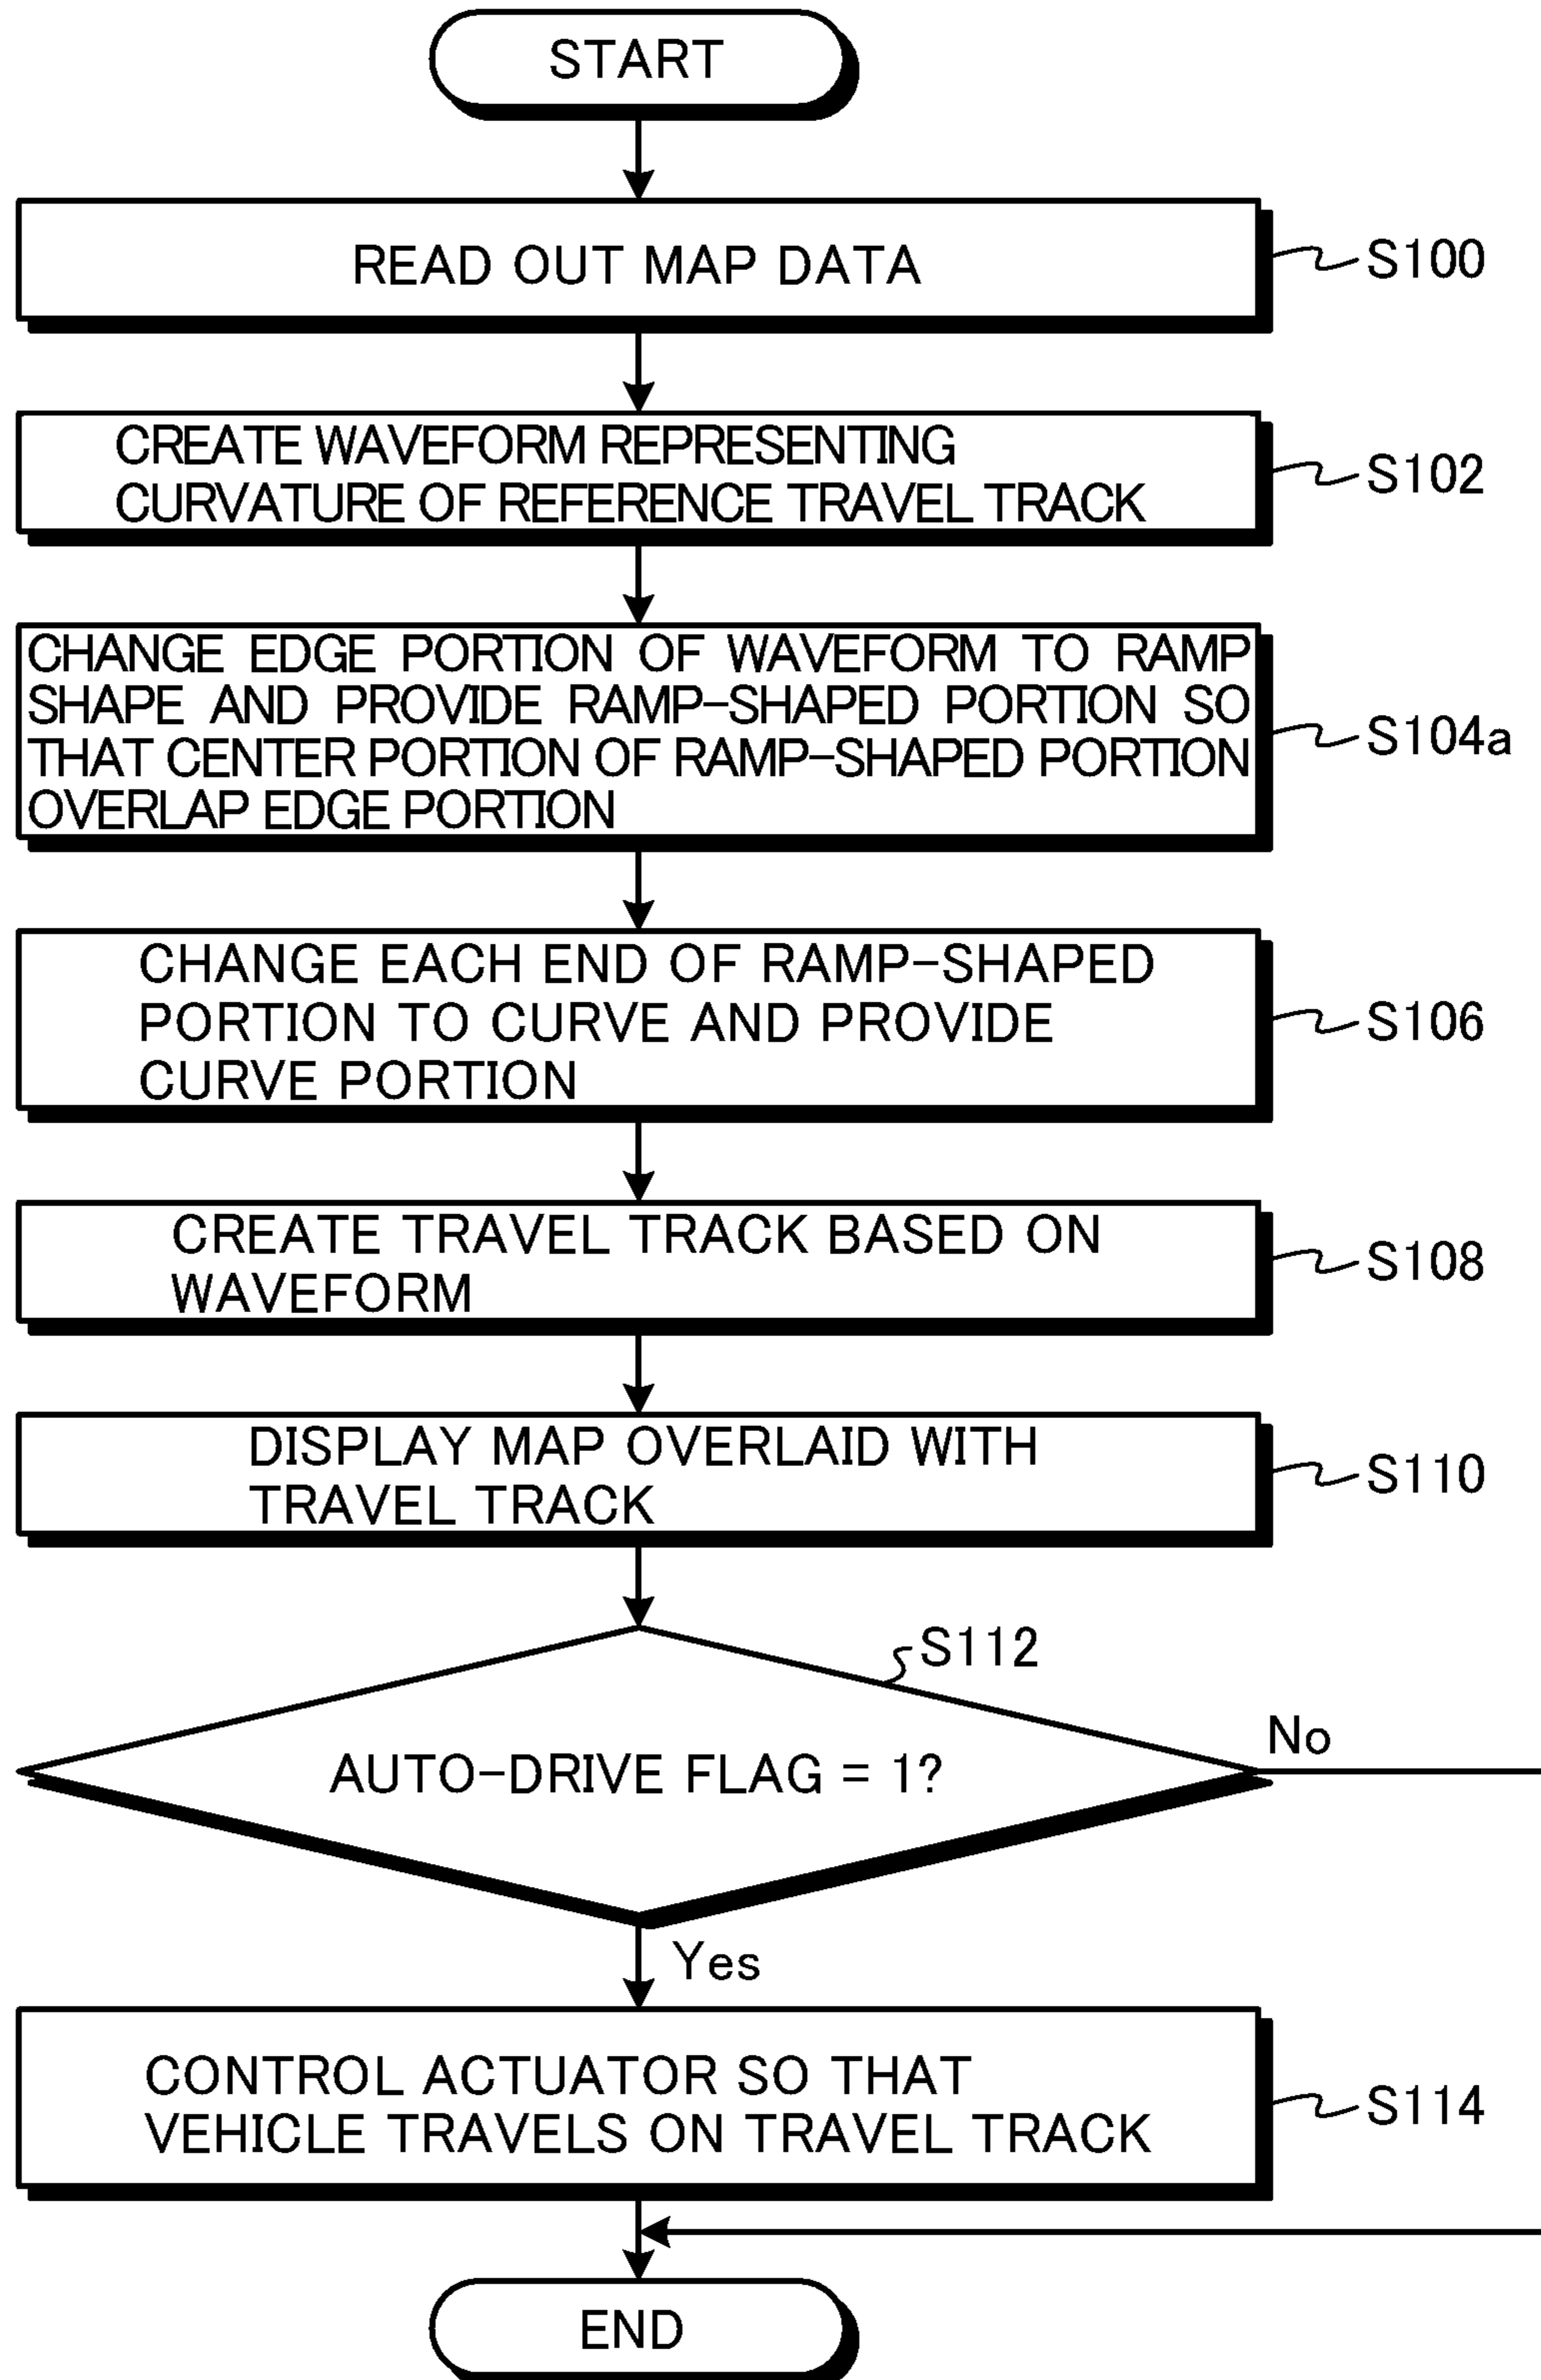 START
READ OUT MAP DATA
S100
CREATE WAVEFORM REPRESENTING
CURVATURE OF REFERENCE TRAVEL TRACK
S102
CHANGE EDGE PORTION OF WAVEFORM TO RAMP
SHAPE AND PROVIDE RAMP-SHAPED PORTION SO
THAT CENTER PORTION OF RAMP-SHAPED PORTION
OVERLAP EDGE PORTION
S104a
CHANGE EACH END OF RAMP-SHAPED
PORTION TO CURVE AND PROVIDE
CURVE PORTION
S106
CREATE TRAVEL TRACK BASED ON
WAVEFORM
S108
DISPLAY MAP OVERLAID WITH
TRAVEL TRACK
S110
S112
AUTO-DRIVE FLAG = 1?
No
Yes
CONTROL ACTUATOR SO THAT
VEHICLE TRAVELS ON TRAVEL TRACK
S114
END